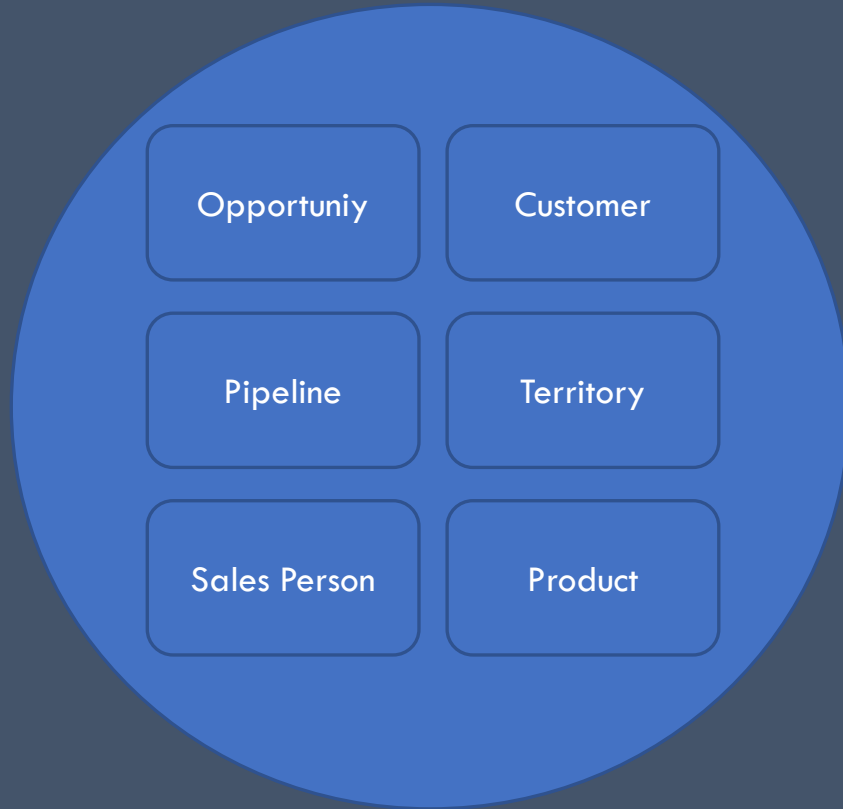 Opportuniy
Customer
Pipeline
Territory
Sales Person
Product